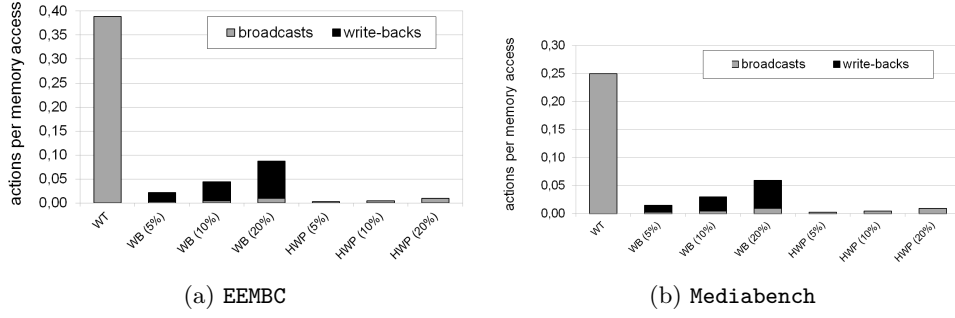 actions per memory access
0,40
0,35
0,30
0,25
0,20
0,15
0,10
0,05
0,00
broadcasts write-backs
WT WB (5%) WB (10%) WB (20%) HWP (5%) HWP (10%) HWP (20%)
(a) EEMBC
actions per memory access
0,30
0,25
0,20
0,15
0,10
0,05
0,00
broadcasts write-backs
WT WB (5%) WB (10%) WB (20%) HWP (5%) HWP (10%) HWP (20%)
(b) Mediabench